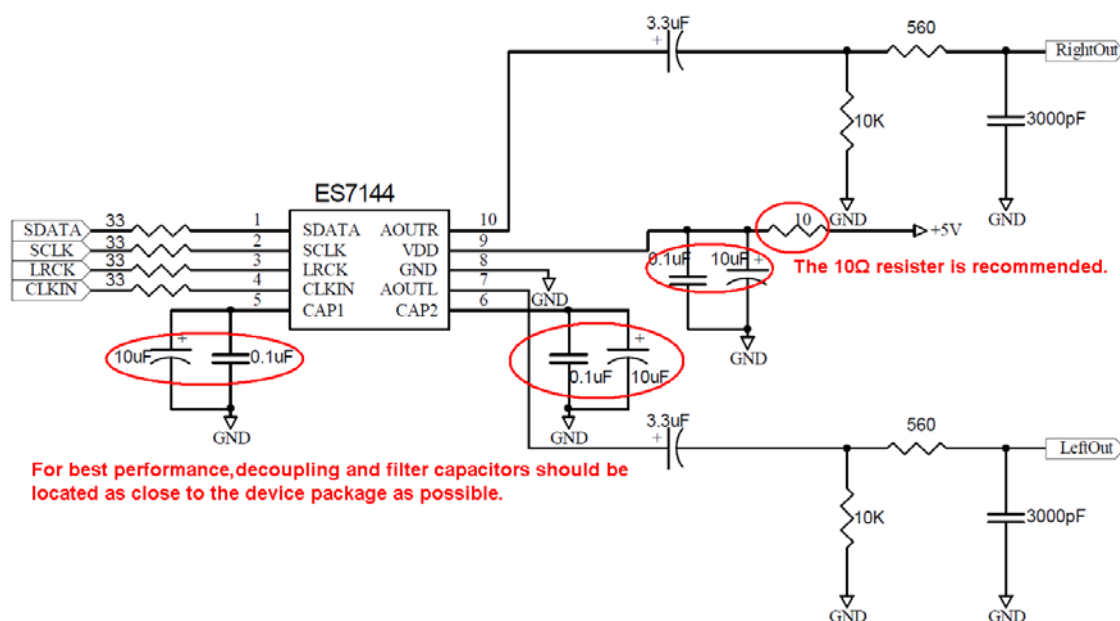 3.3uF
+
560
RightOut
10K
3000pF
GND
GND
ES7144
SDATA 33 1 SDATA AOUTR 10
SCLK 33 2 SCLK VDD 9
LRCK 33 3 LRCK GND 8
CLKIN 33 4 CLKIN AOUTL 7
5 CAP1 CAP2 6
GND
10
+5V
0.1uF 10uF +
The 10Ω resister is recommended.
GND
10uF + 0.1uF
GND
0.1uF + 10uF
GND
For best performance,decoupling and filter capacitors should be
located as close to the device package as possible.
3.3uF
+
560
LeftOut
10K
3000pF
GND
GND